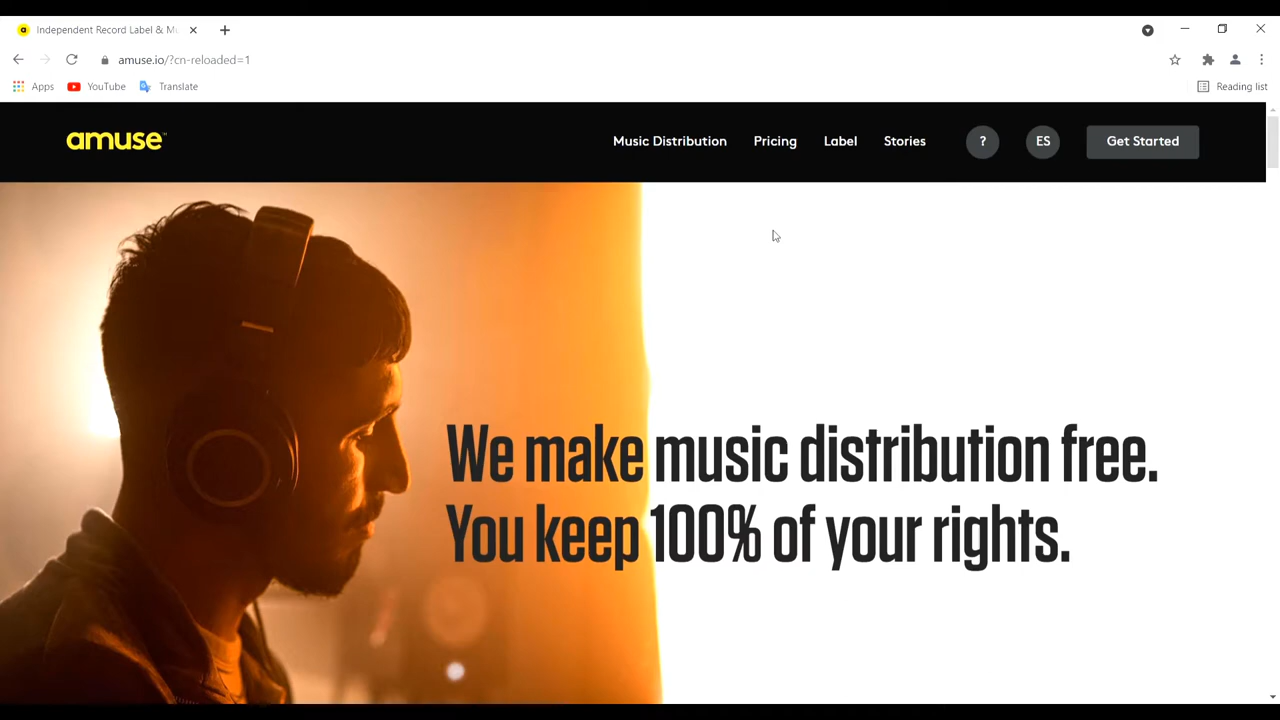 Independent Record Label & Mu
amuse.io/?cn-reloaded=1
Apps YouTube Translate Reading list
amuse
Music Distribution Pricing Label Stories ? ES Get Started
We make music distribution free.
You keep 100% of your rights.